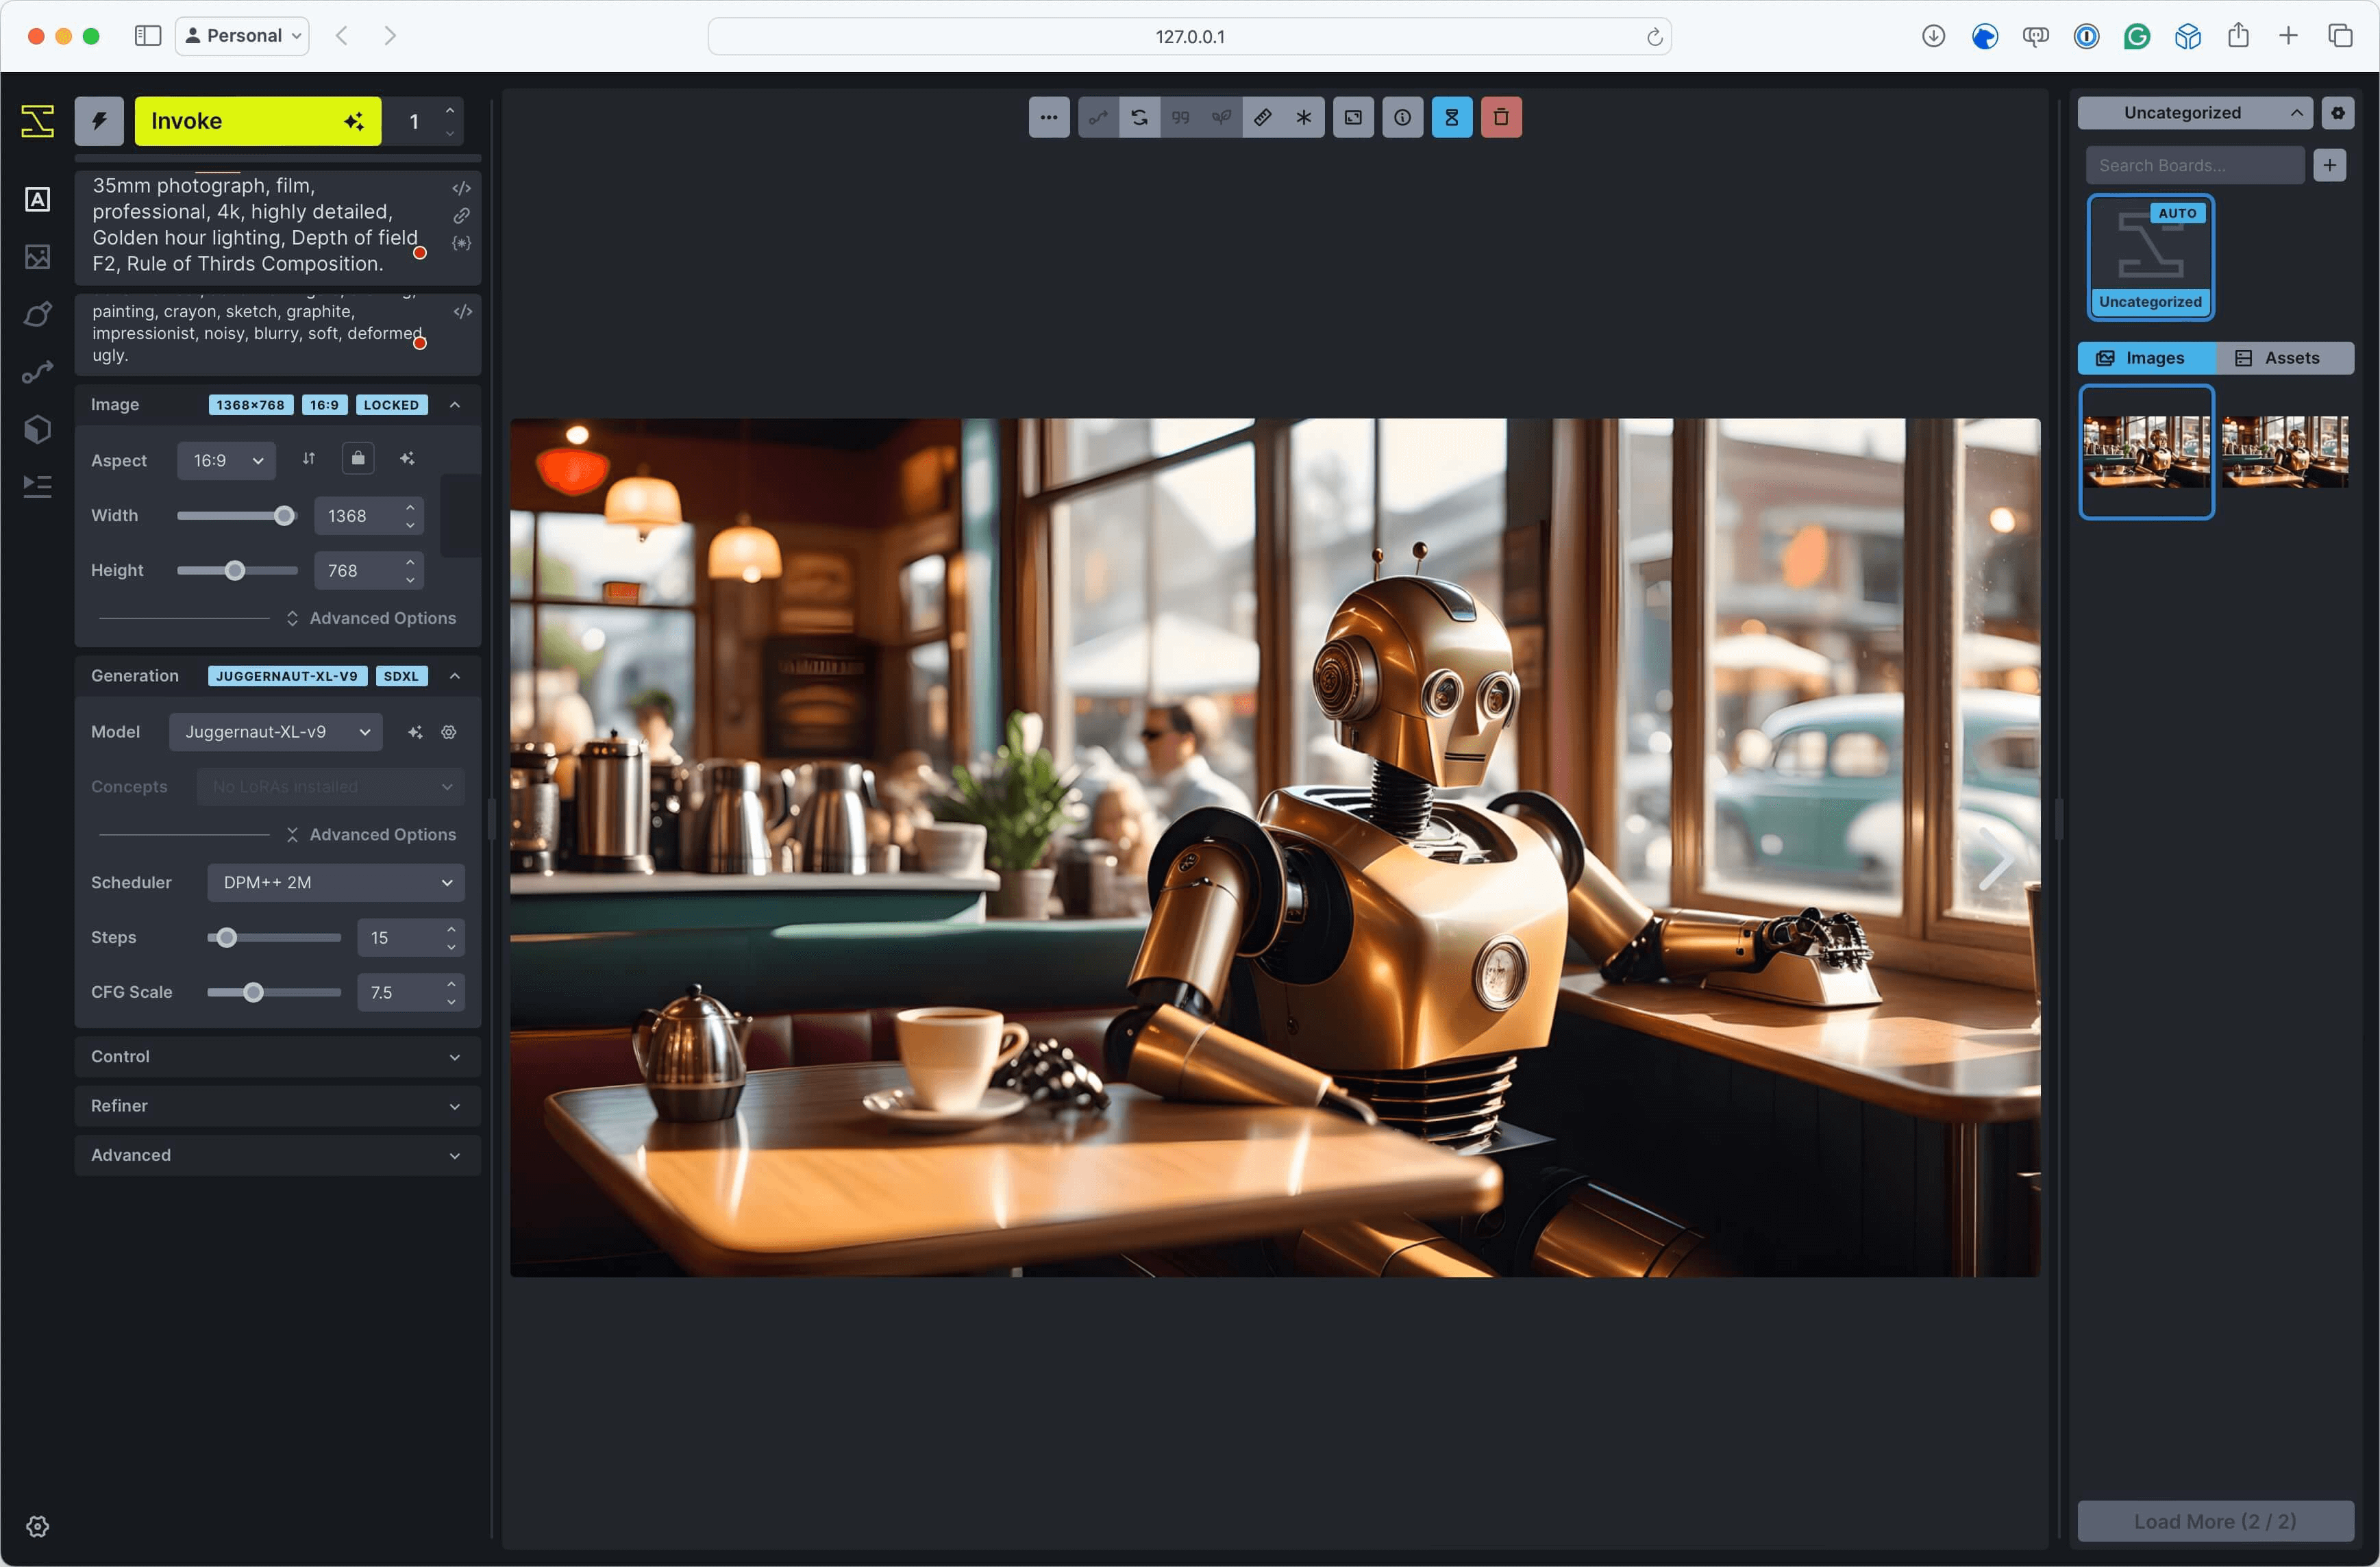 Personal
127.0.0.1
Invoke
1
35mm photograph, film,
professional, 4k, highly detailed,
Golden hour lighting, Depth of field
F2, Rule of Thirds Composition.
painting, crayon, sketch, graphite,
impressionist, noisy, blurry, soft, deformed
ugly.
Image 1368×768 16:9 LOCKED
Aspect 16:9
Width 1368
Height 768
Advanced Options
Generation JUGGERNAUT-XL-V9 SDXL
Model Juggernaut-XL-v9
Concepts No LoRAs installed
Advanced Options
Scheduler DPM++ 2M
Steps 15
CFG Scale 7.5
Control
Refiner
Advanced
Uncategorized
Search Boards...
AUTO
Uncategorized
Images Assets
Load More (2 / 2)